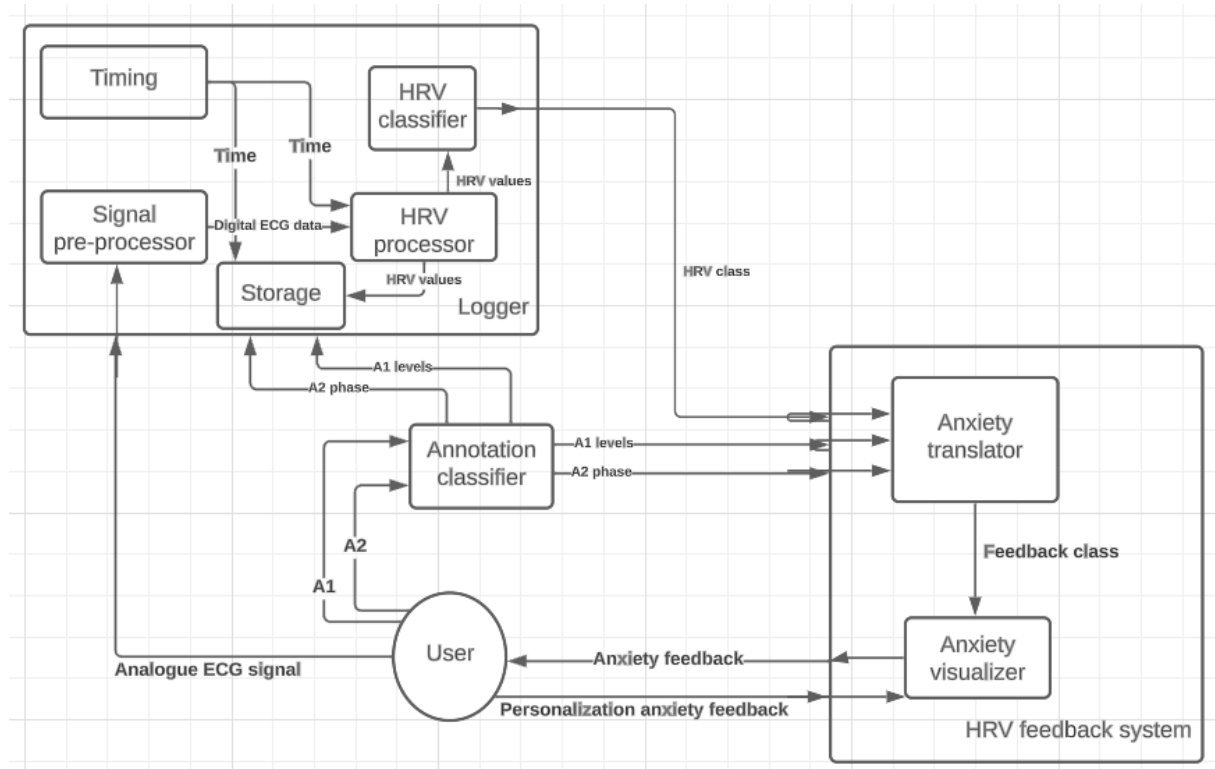 Timing
HRV
classifier
Time
Time
HRV values
Signal
pre-processor
Digital ECG data
HRV
processor
HRV values
Storage
Logger
HRV class
A1 levels
A2 phase
Annotation
classifier
A1 levels
A2 phase
Anxiety
translator
A2
A1
Feedback class
User
Analogue ECG signal
Anxiety feedback
Anxiety
visualizer
Personalization anxiety feedback
HRV feedback system